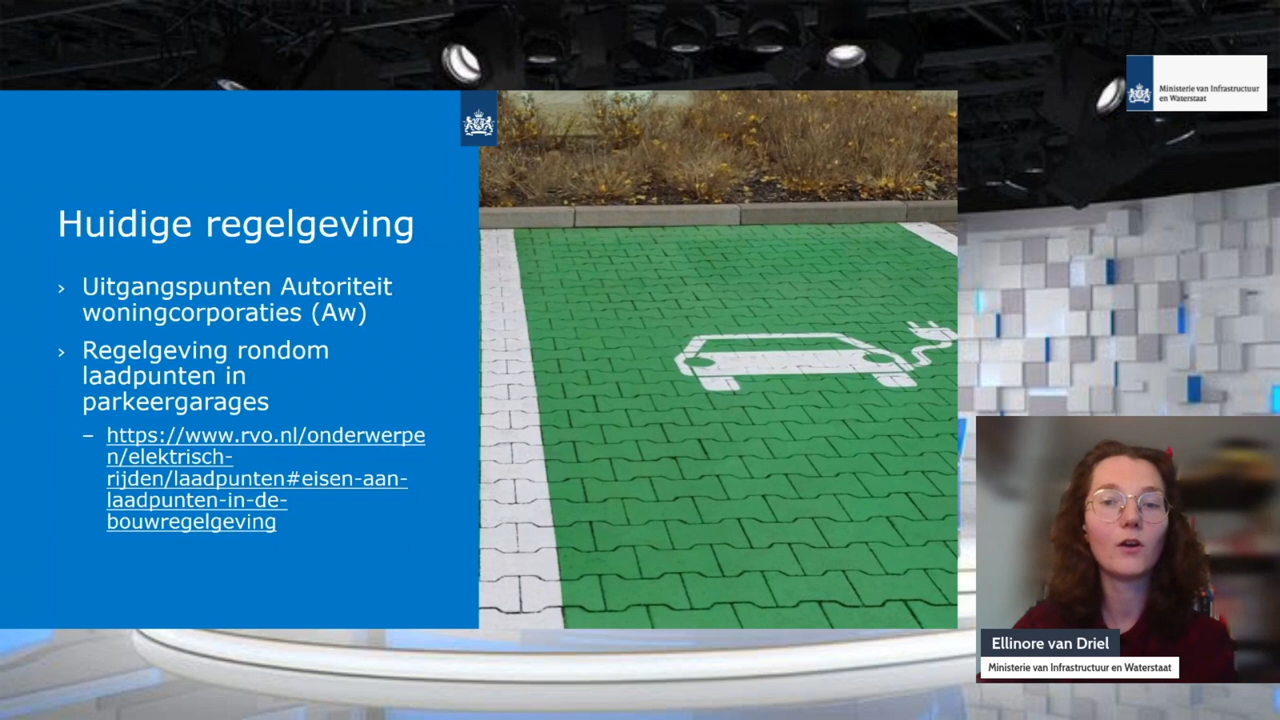 Ministerie van Infrastructuur
en Waterstaat
Huidige regelgeving
› Uitgangspunten Autoriteit
woningcorporaties (Aw)
› Regelgeving rondom
laadpunten in
parkeergarages
– https://www.rvo.nl/onderwerpe
n/elektrisch-
rijden/laadpunten#eisen-aan-
laadpunten-in-de-
bouwregelgeving
Ellinore van Driel
Ministerie van Infrastructuur en Waterstaat